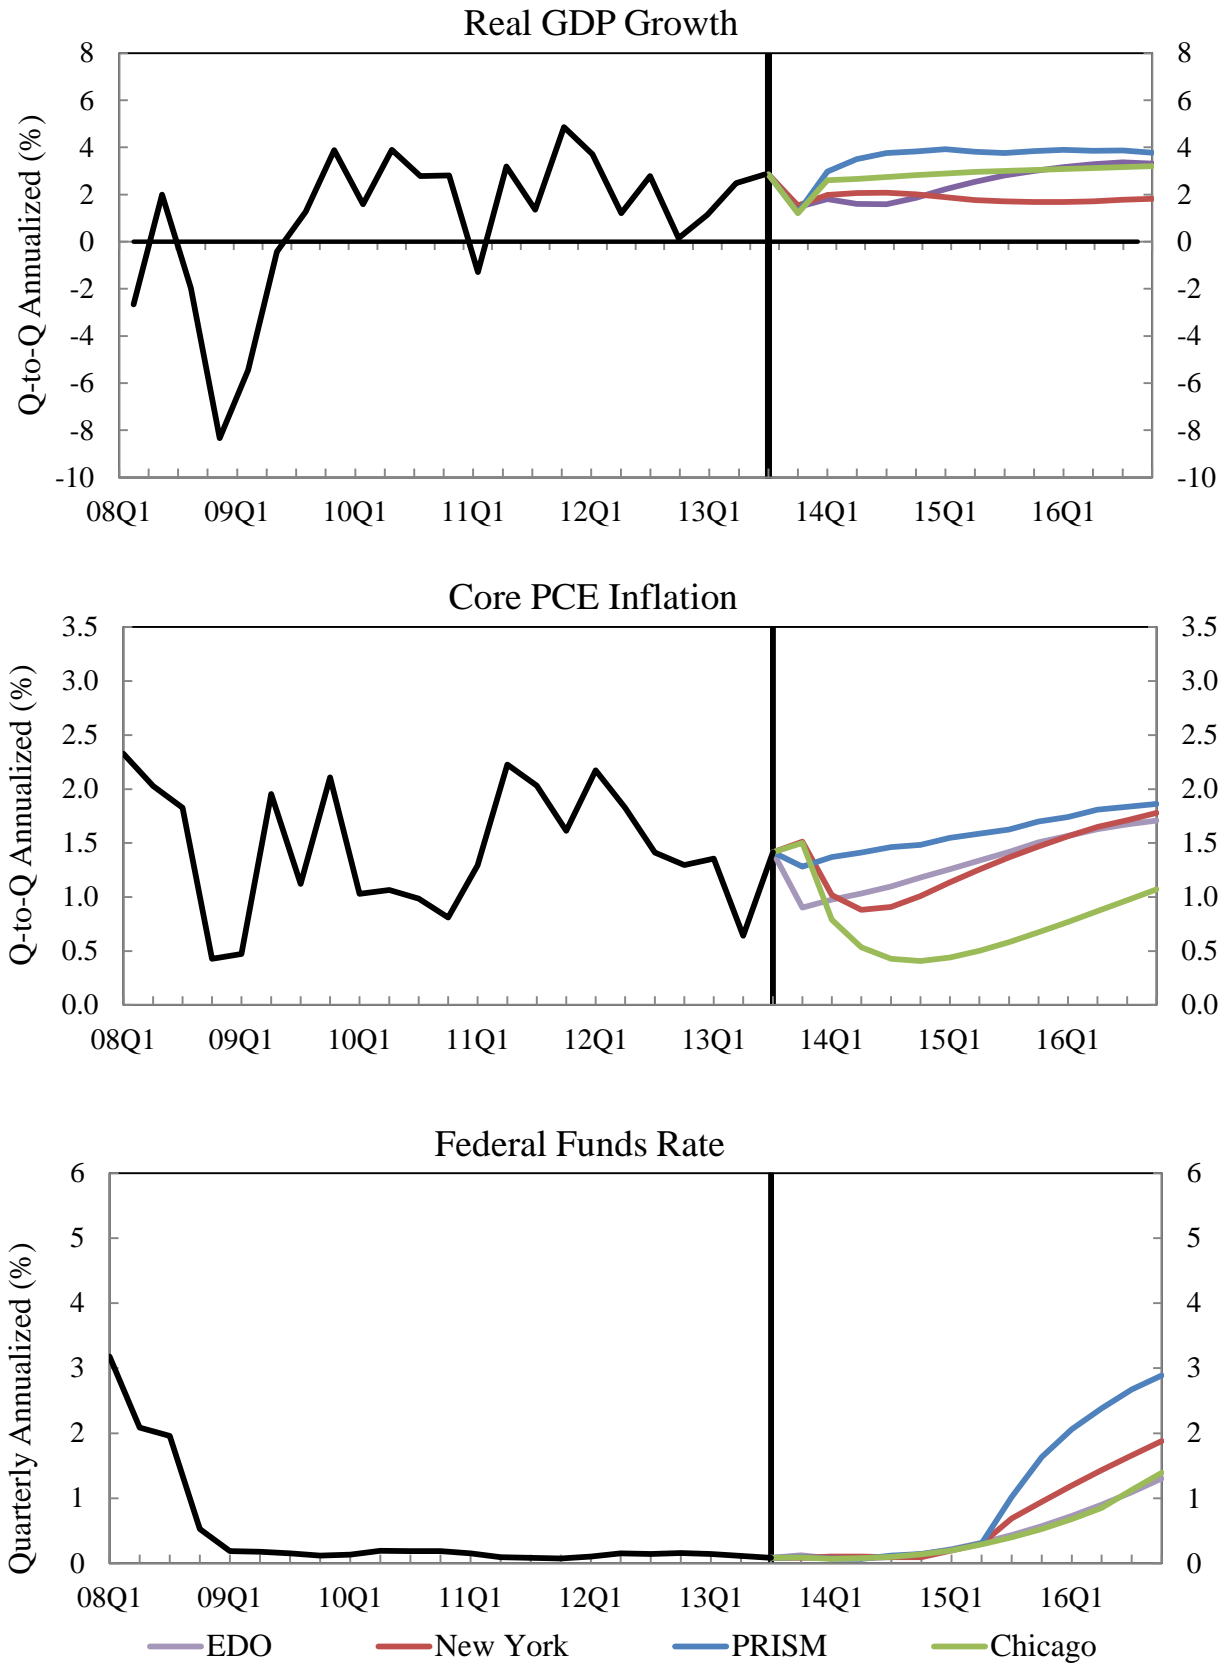 Real GDP Growth
Q-to-Q Annualized (%)
8 8
6 6
4 4
2 2
0 0
-2 -2
-4 -4
-6 -6
-8 -8
-10 -10
08Q1 09Q1 10Q1 11Q1 12Q1 13Q1 14Q1 15Q1 16Q1
Core PCE Inflation
Q-to-Q Annualized (%)
3.5 3.5
3.0 3.0
2.5 2.5
2.0 2.0
1.5 1.5
1.0 1.0
0.5 0.5
0.0 0.0
08Q1 09Q1 10Q1 11Q1 12Q1 13Q1 14Q1 15Q1 16Q1
Federal Funds Rate
Quarterly Annualized (%)
6 6
5 5
4 4
3 3
2 2
1 1
0 0
08Q1 09Q1 10Q1 11Q1 12Q1 13Q1 14Q1 15Q1 16Q1
EDO New York PRISM Chicago